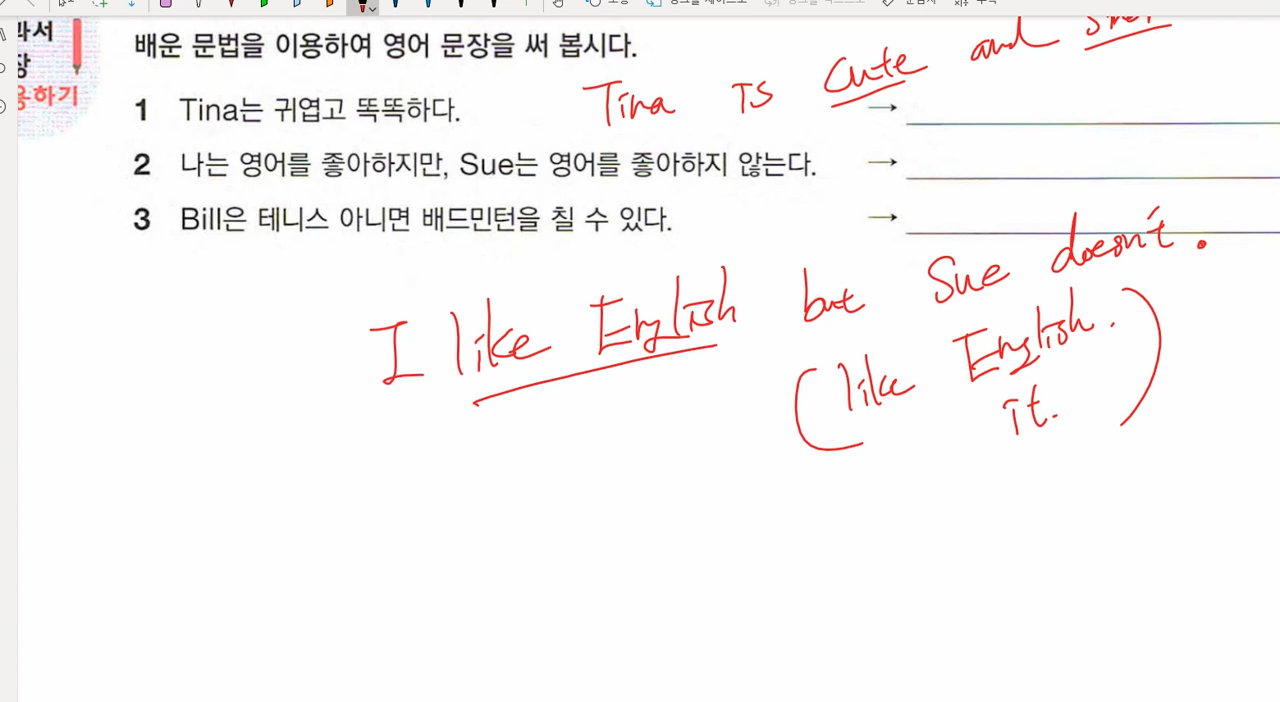 배운 문법을 이용하여 영어 문장을 써 봅시다.
하기
Tina is cute and
1 Tina는 귀엽고 똑똑하다. →
2 나는 영어를 좋아하지만, Sue는 영어를 좋아하지 않는다. →
3 Bill은 테니스 아니면 배드민턴을 칠 수 있다. →
I like English but Sue doesn't.
(like English.
it.)